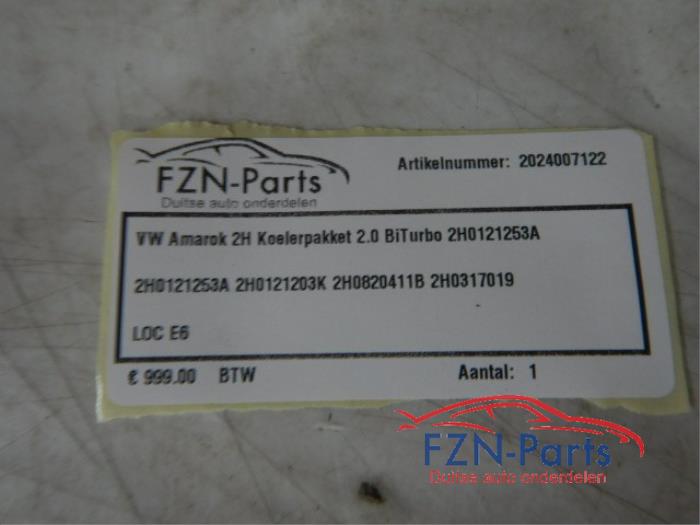 FZN-Parts
Duitse auto onderdelen
Artikelnummer: 2024007122
VW Amarok 2H Koelerpakket 2.0 BiTurbo 2H0121253A
2H0121253A 2H0121203K 2H0820411B 2H0317019
LOC E6
€ 999.00 BTW
Aantal: 1
FZN-Parts
Duitse auto onderdelen